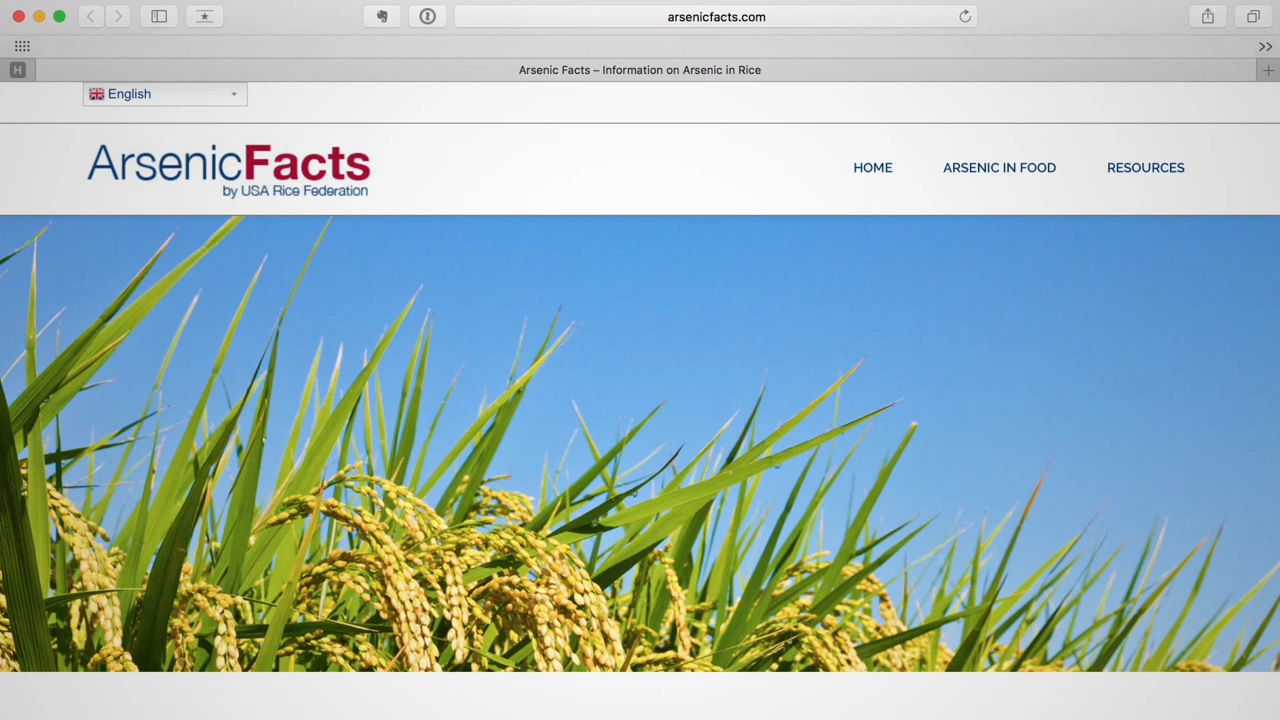 arsenicfacts.com
H
Arsenic Facts – Information on Arsenic in Rice
English
ArsenicFacts
by USA Rice Federation
HOME
ARSENIC IN FOOD
RESOURCES